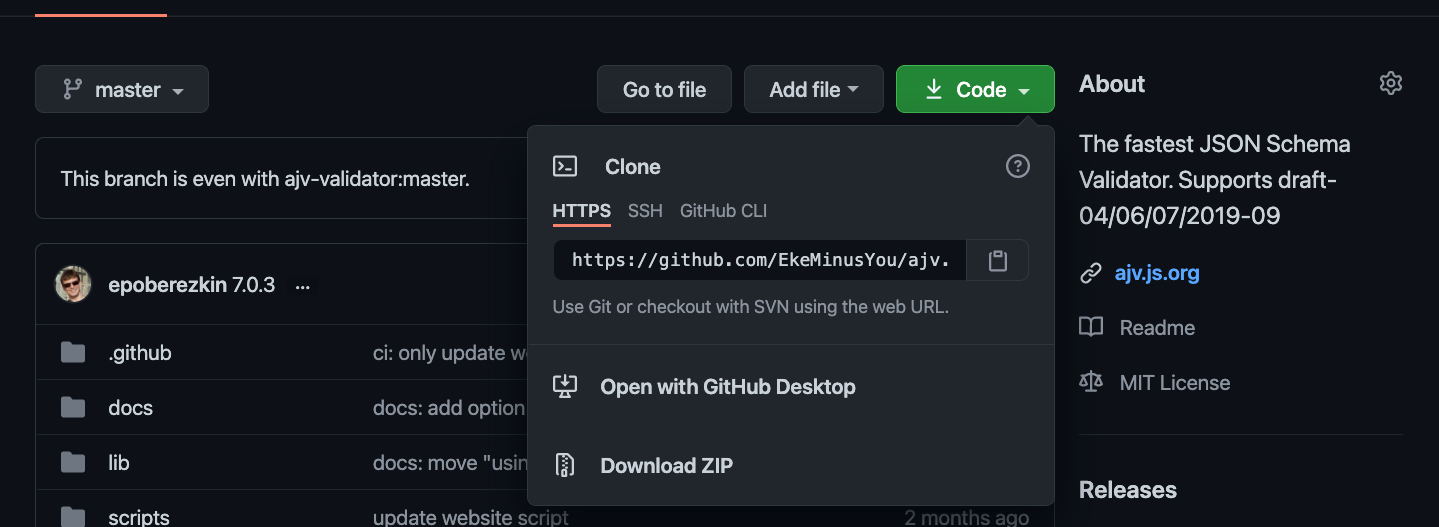 master
Go to file
Add file
Code
About
The fastest JSON Schema
Validator. Supports draft-
04/06/07/2019-09
ajv.js.org
Readme
MIT License
Releases
This branch is even with ajv-validator:master.
Clone
HTTPS SSH GitHub CLI
https://github.com/EkeMinusYou/ajv.
Use Git or checkout with SVN using the web URL.
Open with GitHub Desktop
Download ZIP
epoberezkin 7.0.3 ...
.github ci: only update we
docs docs: add option
lib docs: move "usin
scripts update website script 2 months ago